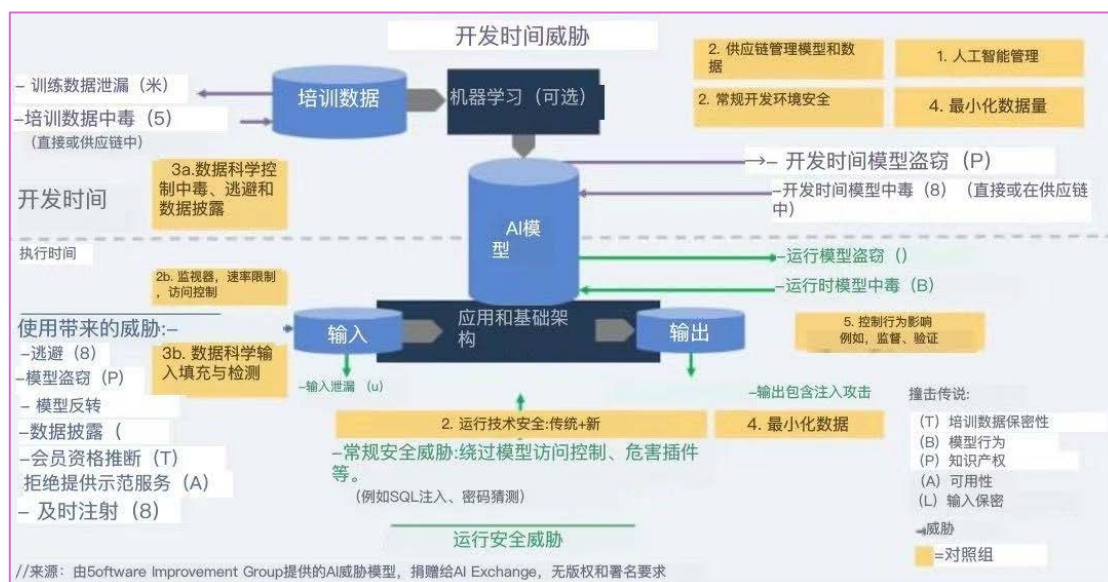 开发时间威胁
– 训练数据泄漏（米）
–培训数据中毒（5）
（直接或供应链中）
培训数据
机器学习（可选）
2. 供应链管理模型和数
据
1. 人工智能管理
2. 常规开发环境安全
4. 最小化数据量
开发时间
3a.数据科学控
制中毒、逃避和
数据披露
AI模
型
→– 开发时间模型盗窃（P）
–开发时间模型中毒（8）（直接或在供应链
中）
执行时间
2b. 监视器，速率限制
，访问控制
–运行模型盗窃（）
–运行时模型中毒（B）
使用带来的威胁:–
–逃避（8）
–模型盗窃（P）
– 模型反转
–数据披露（
–会员资格推断（T）
拒绝提供示范服务（A）
– 及时注射（8）
3b. 数据科学输
入填充与检测
输入
应用和基础架
构
输出
5. 控制行为影响
例如，监督、验证
–输入泄漏（u）
–输出包含注入攻击
2. 运行技术安全:传统+新
4. 最小化数据
–常规安全威胁:绕过模型访问控制、危害插件
等。
（例如SQL注入、密码猜测）
运行安全威胁
撞击传说：
（T）培训数据保密性
（B）模型行为
（P）知识产权
（A）可用性
（L）输入保密
威胁
=对照组
//来源：由5oftware Improvement Group提供的AI威胁模型，捐赠给AI Exchange，无版权和署名要求